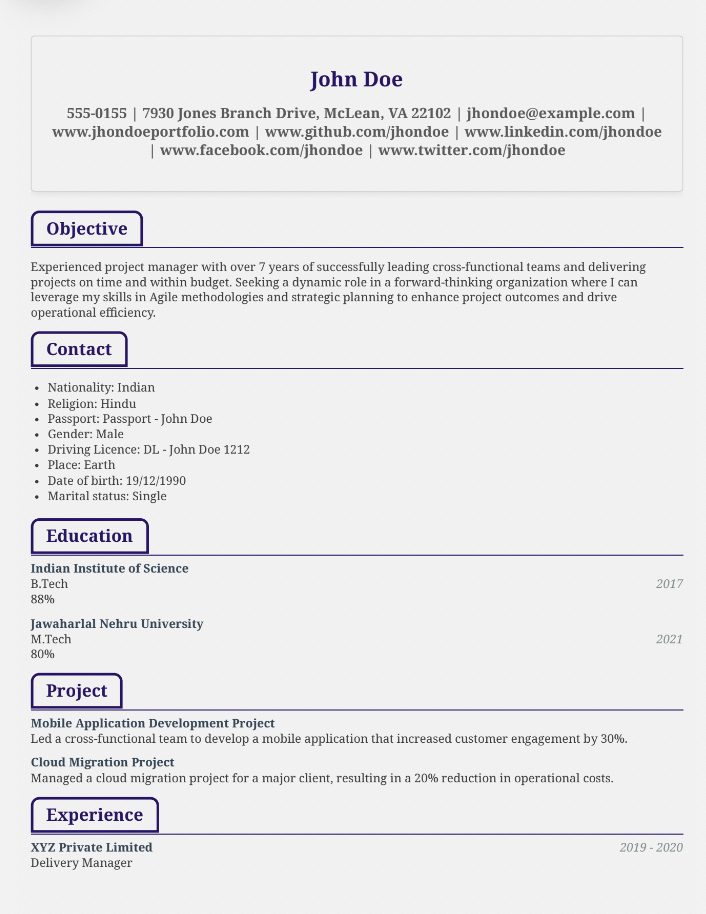 John Doe
555-0155 | 7930 Jones Branch Drive, McLean, VA 22102 | jhondoe@example.com |
www.jhondoeportfolio.com | www.github.com/jhondoe | www.linkedin.com/jhondoe
| www.facebook.com/jhondoe | www.twitter.com/jhondoe
Objective
Experienced project manager with over 7 years of successfully leading cross-functional teams and delivering
projects on time and within budget. Seeking a dynamic role in a forward-thinking organization where I can
leverage my skills in Agile methodologies and strategic planning to enhance project outcomes and drive
operational efficiency.
Contact
• Nationality: Indian
• Religion: Hindu
• Passport: Passport - John Doe
• Gender: Male
• Driving Licence: DL - John Doe 1212
• Place: Earth
• Date of birth: 19/12/1990
• Marital status: Single
Education
Indian Institute of Science
B.Tech 2017
88%
Jawaharlal Nehru University
M.Tech 2021
80%
Project
Mobile Application Development Project
Led a cross-functional team to develop a mobile application that increased customer engagement by 30%.
Cloud Migration Project
Managed a cloud migration project for a major client, resulting in a 20% reduction in operational costs.
Experience
XYZ Private Limited 2019 - 2020
Delivery Manager